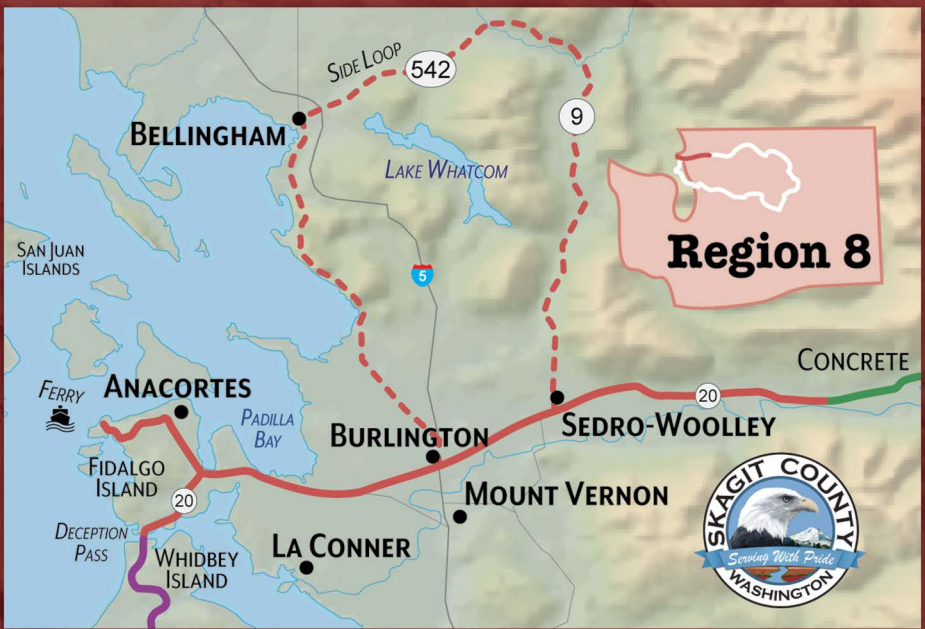 SIDE LOOP
542
BELLINGHAM
9
LAKE WHATCOM
SAN JUAN
ISLANDS
Region 8
5
CONCRETE
FERRY
ANACORTES
20
PADILLA
BAY
BURLINGTON
SEDRO-WOOLLEY
FIDALGO
ISLAND
20
MOUNT VERNON
DECEPTION
PASS
WHIDBEY
ISLAND
LA CONNER
SKAGIT COUNTY
Serving With Pride
WASHINGTON